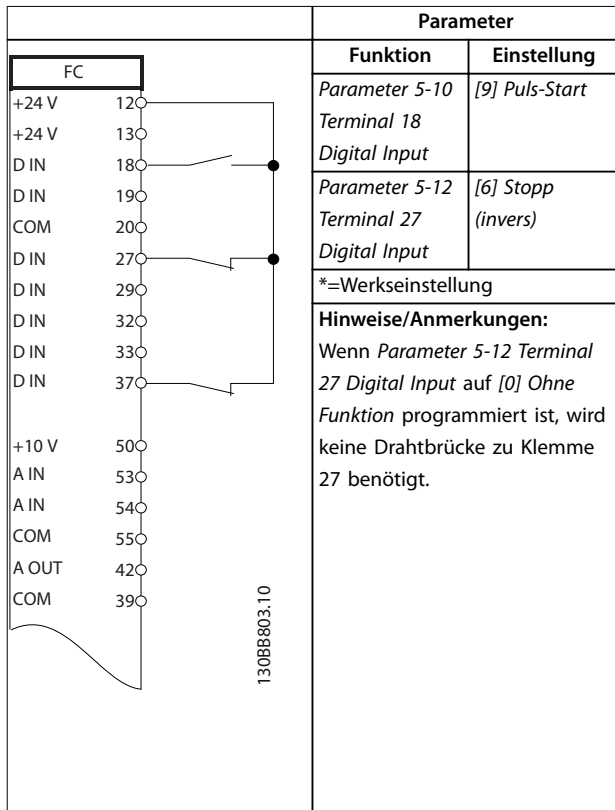 Parameter
Funktion Einstellung
Parameter 5-10 [9] Puls-Start
Terminal 18
Digital Input
Parameter 5-12 [6] Stopp
Terminal 27 (invers)
Digital Input
*=Werkseinstellung
Hinweise/Anmerkungen:
Wenn Parameter 5-12 Terminal
27 Digital Input auf [0] Ohne
Funktion programmiert ist, wird
keine Drahtbrücke zu Klemme
27 benötigt.
FC
+24 V 12
+24 V 13
D IN 18
D IN 19
COM 20
D IN 27
D IN 29
D IN 32
D IN 33
D IN 37
+10 V 50
A IN 53
A IN 54
COM 55
A OUT 42
COM 39
130BB803.10